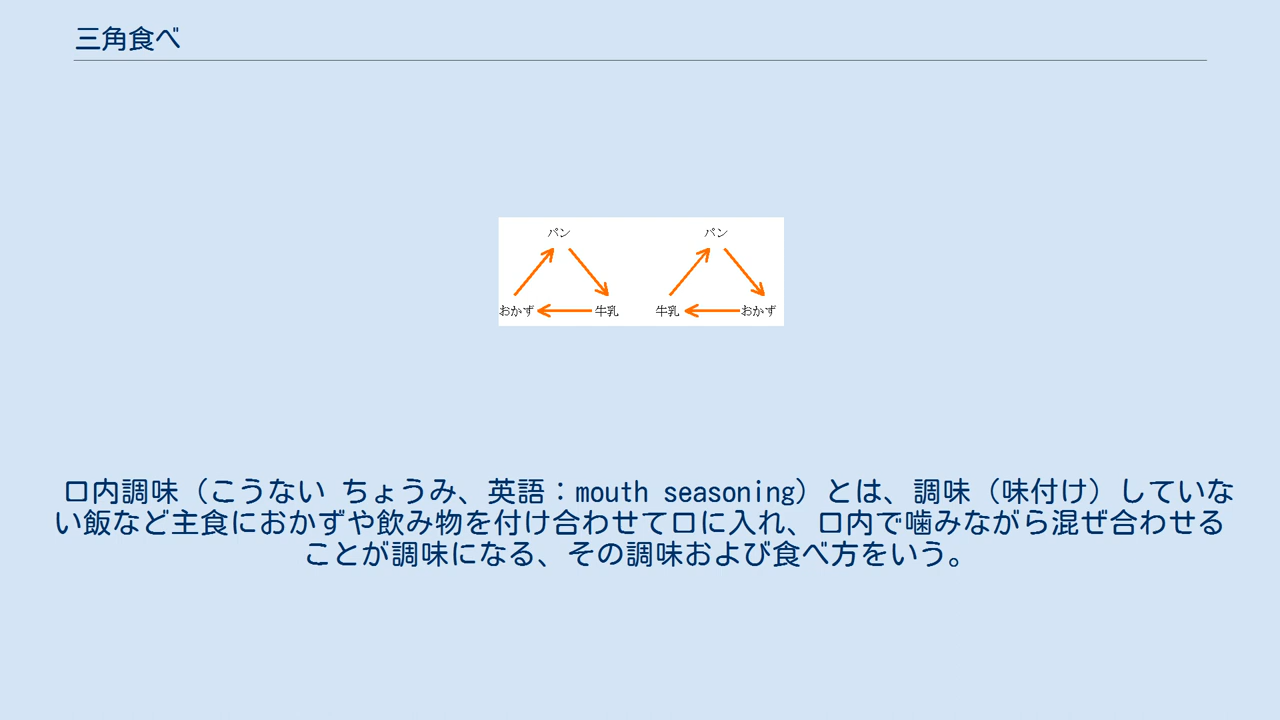 三角食べ
パン パン
おかず 牛乳 牛乳 おかず
口内調味（こうない ちょうみ、英語：mouth seasoning）とは、調味（味付け）していな
い飯など主食におかずや飲み物を付け合わせて口に入れ、口内で噛みながら混ぜ合わせる
ことが調味になる、その調味および食べ方をいう。